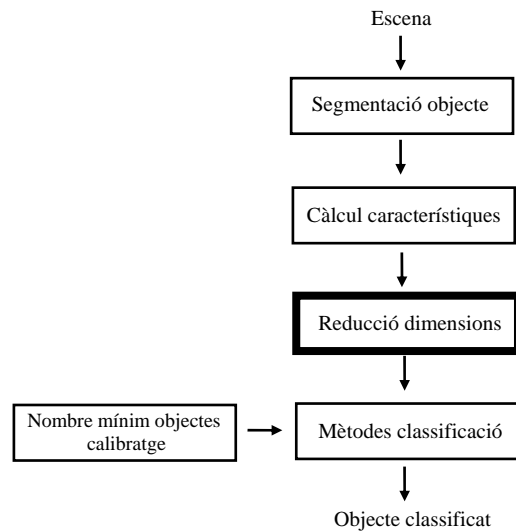 Escena
Segmentació objecte
Càlcul característiques
Reducció dimensions
Nombre mínim objectes
calibratge
Mètodes classificació
Objecte classificat